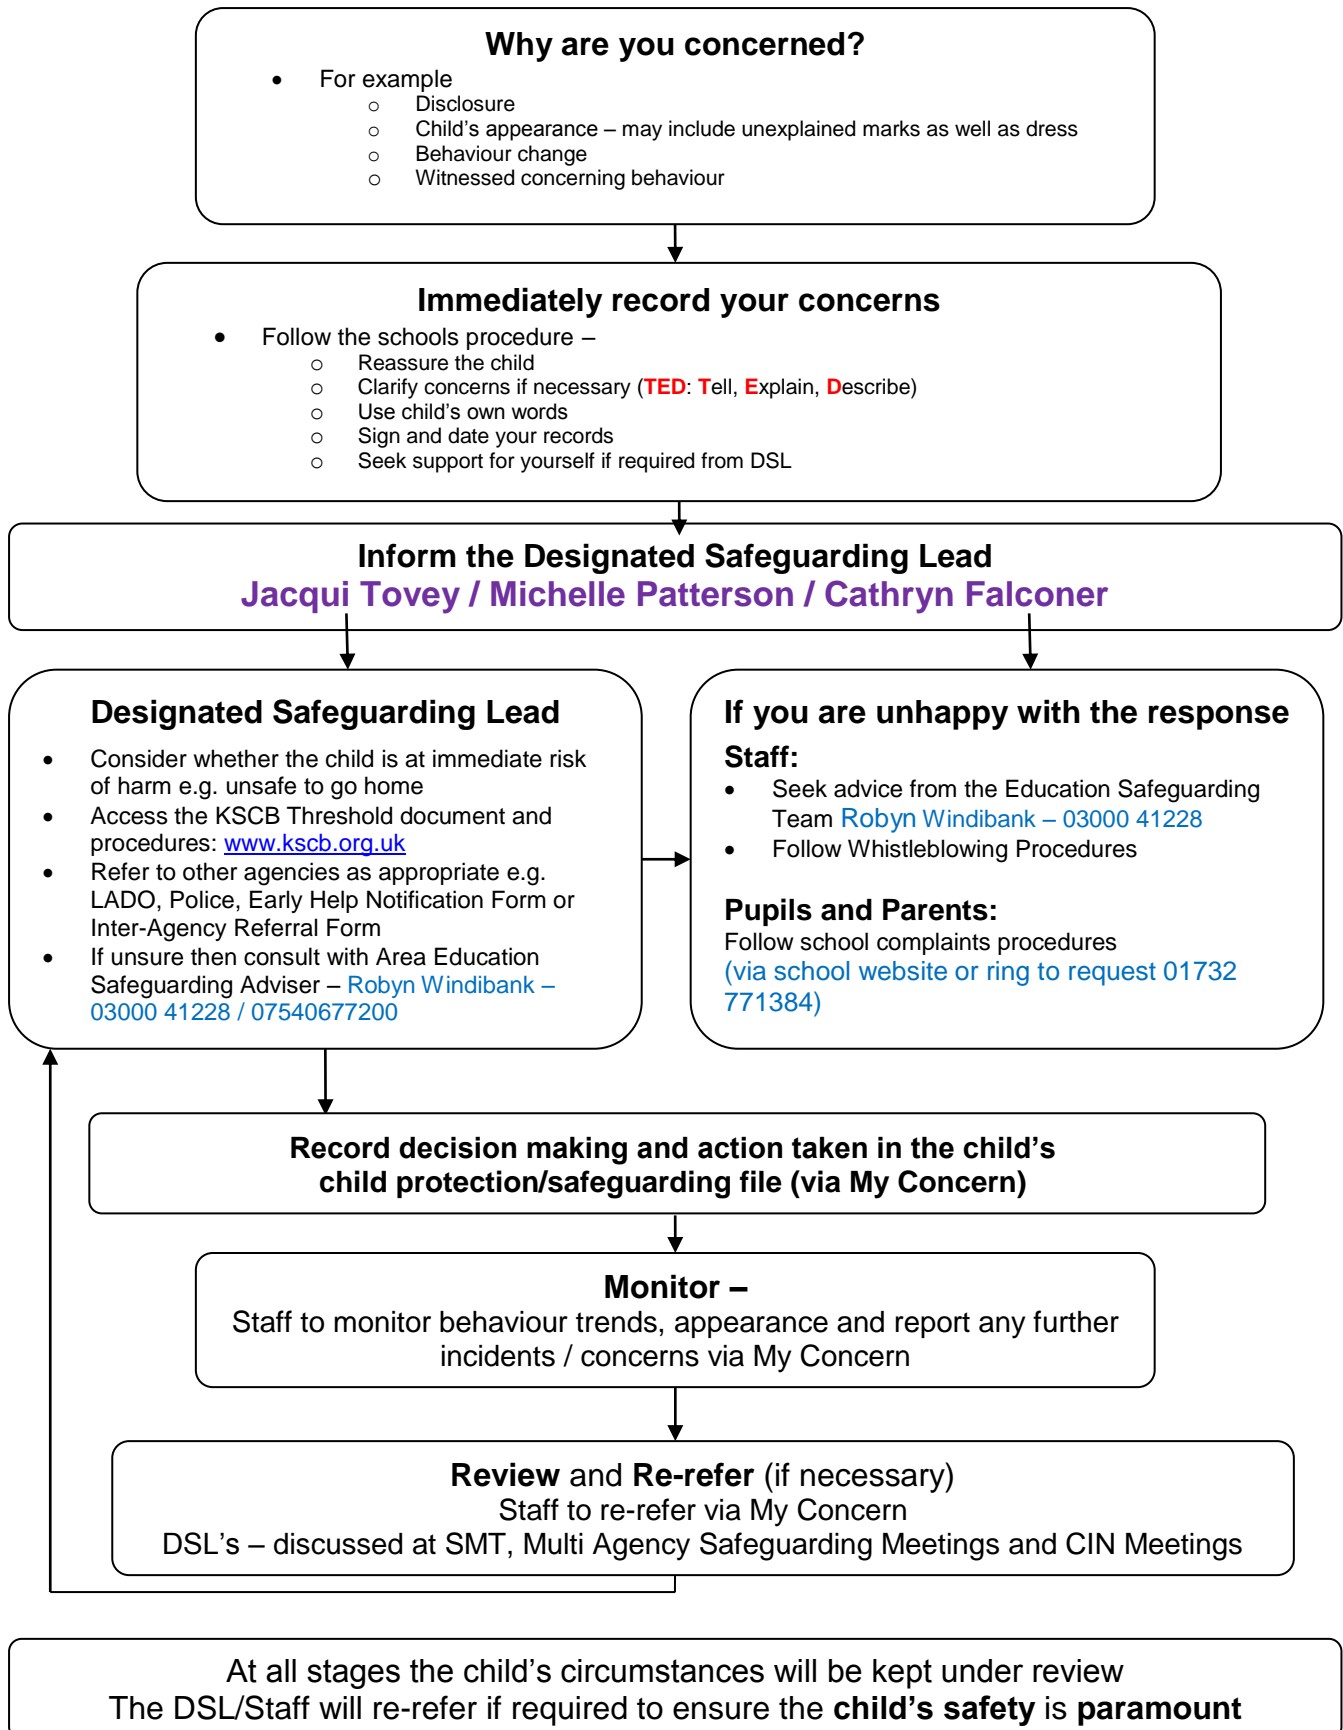 Why are you concerned?
• For example
o Disclosure
o Child's appearance – may include unexplained marks as well as dress
o Behaviour change
o Witnessed concerning behaviour
Immediately record your concerns
• Follow the schools procedure –
o Reassure the child
o Clarify concerns if necessary (TED: Tell, Explain, Describe)
o Use child's own words
o Sign and date your records
o Seek support for yourself if required from DSL
Inform the Designated Safeguarding Lead
Jacqui Tovey / Michelle Patterson / Cathryn Falconer
Designated Safeguarding Lead
• Consider whether the child is at immediate risk
of harm e.g. unsafe to go home
• Access the KSCB Threshold document and
procedures: www.kscb.org.uk
• Refer to other agencies as appropriate e.g.
LADO, Police, Early Help Notification Form or
Inter-Agency Referral Form
• If unsure then consult with Area Education
Safeguarding Adviser – Robyn Windibank –
03000 41228 / 07540677200
If you are unhappy with the response
Staff:
• Seek advice from the Education Safeguarding
Team Robyn Windibank – 03000 41228
• Follow Whistleblowing Procedures
Pupils and Parents:
Follow school complaints procedures
(via school website or ring to request 01732
771384)
Record decision making and action taken in the child's
child protection/safeguarding file (via My Concern)
Monitor –
Staff to monitor behaviour trends, appearance and report any further
incidents / concerns via My Concern
Review and Re-refer (if necessary)
Staff to re-refer via My Concern
DSL's – discussed at SMT, Multi Agency Safeguarding Meetings and CIN Meetings
At all stages the child's circumstances will be kept under review
The DSL/Staff will re-refer if required to ensure the child's safety is paramount